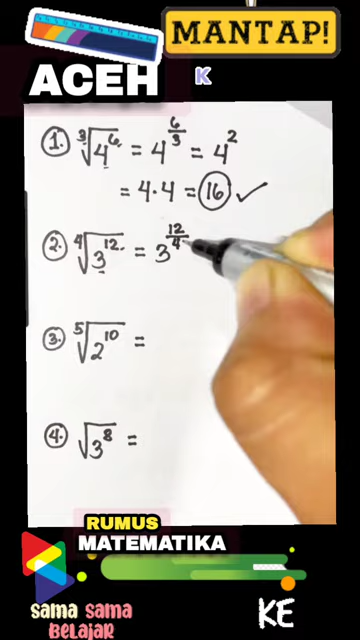 MANTAP!
ACEH K
1. ∛4⁶ = 4^(6/3) = 4²
= 4·4 = 16 ✓
2. ∜3¹² = 3^(12/4)
3. ⁵√2¹⁰ =
4. √3⁸ =
RUMUS
MATEMATIKA
sama sama
BELAJAR
KE